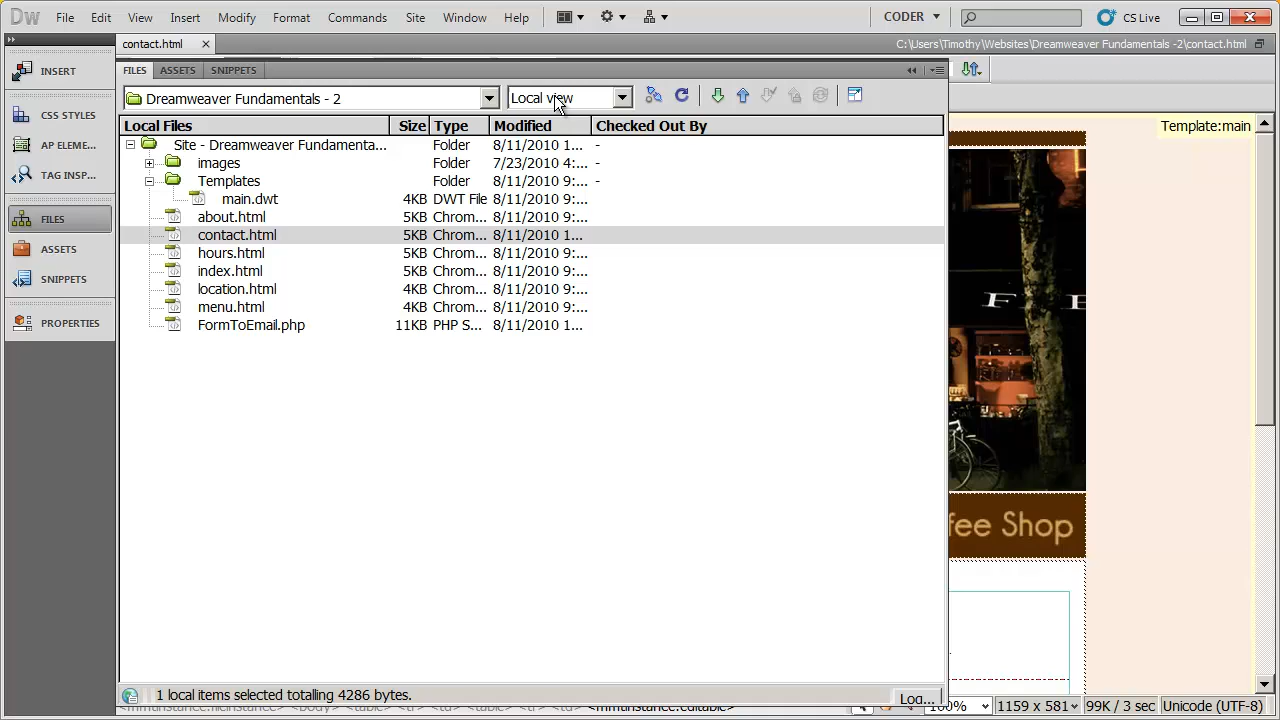 Dw File Edit View Insert Modify Format Commands Site Window Help CODER CS Live
contact.html × C:\Users\Timothy\Websites\Dreamweaver Fundamentals -2\contact.html
INSERT
CSS STYLES
AP ELEME...
TAG INSP...
FILES
ASSETS
SNIPPETS
PROPERTIES
FILES ASSETS SNIPPETS
Dreamweaver Fundamentals - 2 Local view
Local Files Size Type Modified Checked Out By
Site - Dreamweaver Fundamenta... Folder 8/11/2010 1... -
images Folder 7/23/2010 4:... -
Templates Folder 8/11/2010 9:... -
main.dwt 4KB DWT File 8/11/2010 9:...
about.html 5KB Chrom... 8/11/2010 9:...
contact.html 5KB Chrom... 8/11/2010 1...
hours.html 5KB Chrom... 8/11/2010 9:...
index.html 5KB Chrom... 8/11/2010 9:...
location.html 4KB Chrom... 8/11/2010 9:...
menu.html 4KB Chrom... 8/11/2010 9:...
FormToEmail.php 11KB PHP S... 8/11/2010 1...
1 local items selected totalling 4286 bytes. Log...
Template:main
F
fee Shop
<mmtinstance:editable> 100% 1159 x 581 99K / 3 sec Unicode (UTF-8)